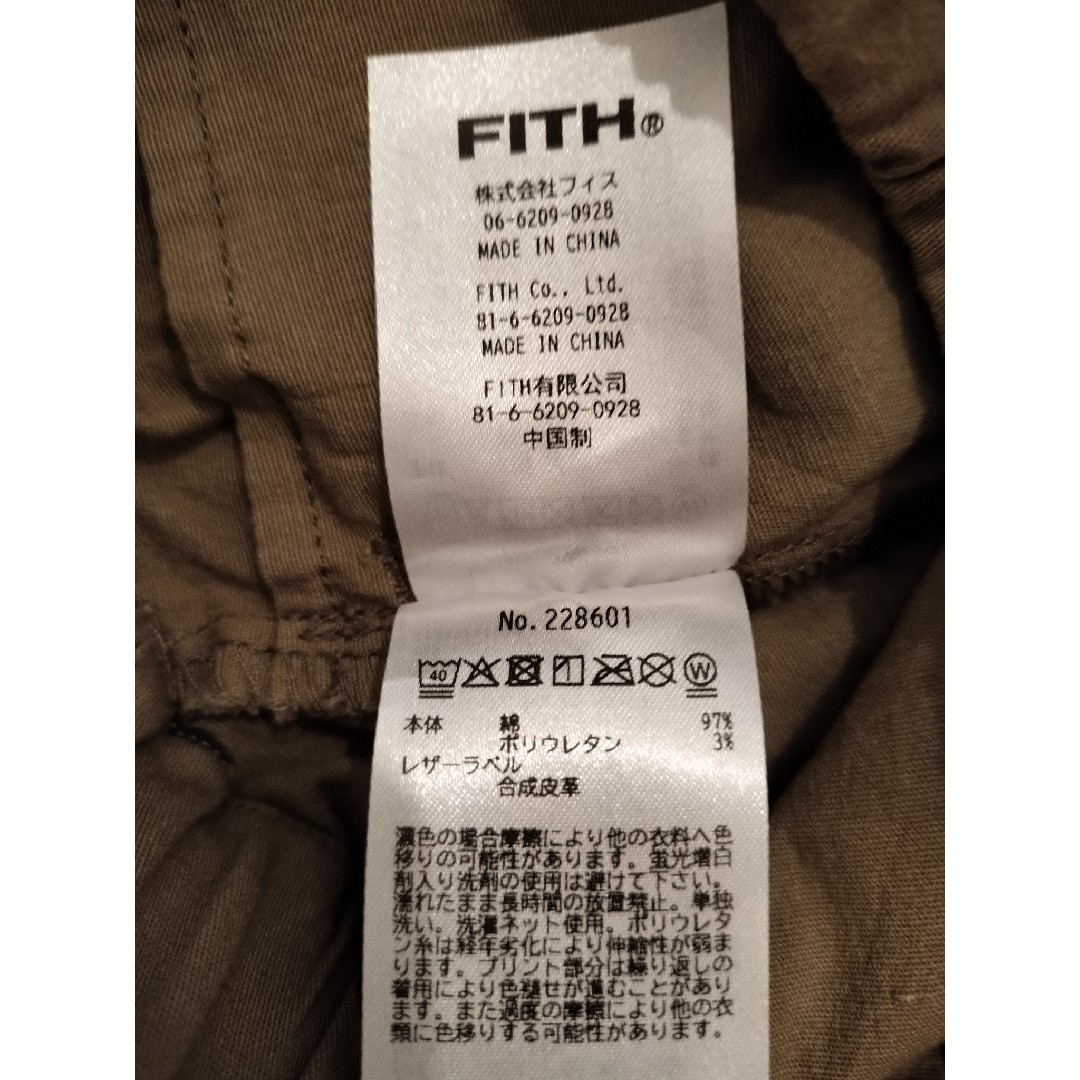 FITH®
株式会社フィス
06-6209-0928
MADE IN CHINA
FITH Co., Ltd.
81-6-6209-0928
MADE IN CHINA
FITH有限公司
81-6-6209-0928
中国制
No. 228601
40
W
本体 綿 97%
ポリウレタン 3%
レザーラベル
合成皮革
濃色の場合摩擦により他の衣料へ色
移りの可能性があります。蛍光増白
剤入り洗剤の使用は避けて下さい。
濡れたまま長時間の放置禁止。単独
洗い。洗濯ネット使用。ポリウレタ
ン糸は経年劣化により伸縮性が弱ま
ります。プリント部分は繰り返しの
着用により色褪せが進むことがあり
ます。また過度の摩擦により他の衣
類に色移りする可能性があります。